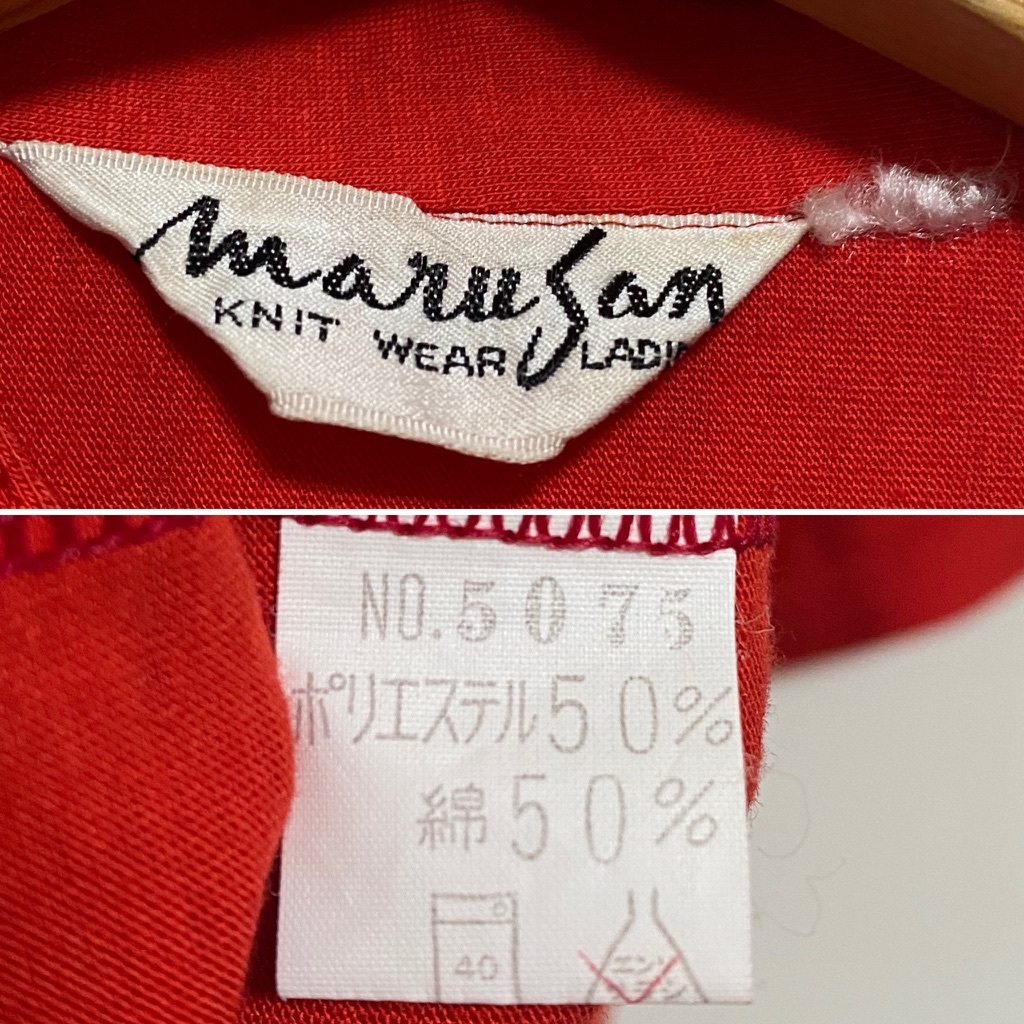 maruSan
KNIT WEAR LADI
NO.5075
ポリエステル50%
綿50%
40
エンソ